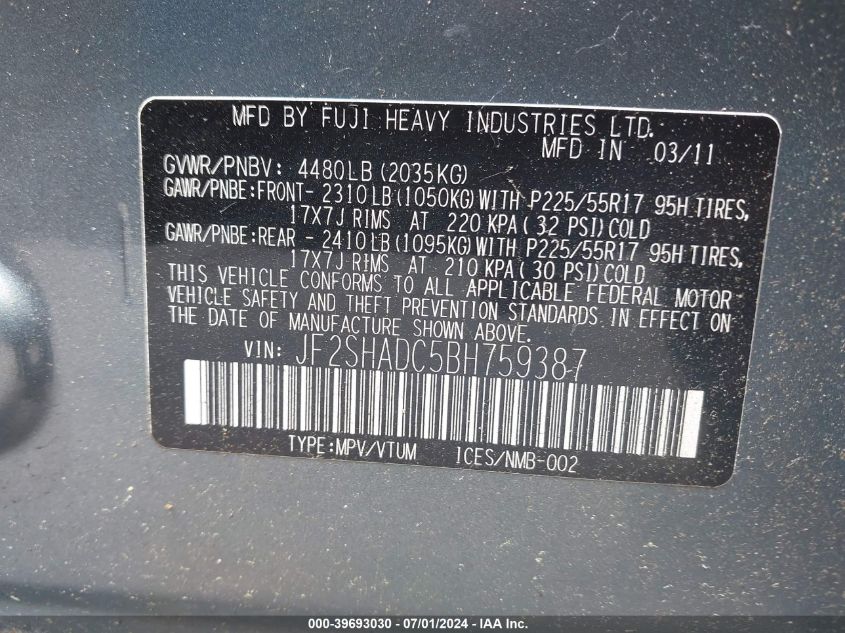 MFD BY FUJI HEAVY INDUSTRIES LTD.
MFD IN 03/11
GVWR/PNBV: 4480LB(2035KG)
GAWR/PNBE:FRONT- 2310LB(1050KG)WITH P225/55R17 95H TIRES,
17X7J RIMS AT 220 KPA(32 PSI)COLD
GAWR/PNBE:REAR - 2410LB(1095KG)WITH P225/55R17 95H TIRES,
17X7J RIMS AT 210 KPA(30 PSI)COLD
THIS VEHICLE CONFORMS TO ALL APPLICABLE FEDERAL MOTOR
VEHICLE SAFETY AND THEFT PREVENTION STANDARDS IN EFFECT ON
THE DATE OF MANUFACTURE SHOWN ABOVE.
VIN: JF2SHADC5BH759387
TYPE:MPV/VTUM ICES/NMB-002
000-39693030 - 07/01/2024 - IAA Inc.